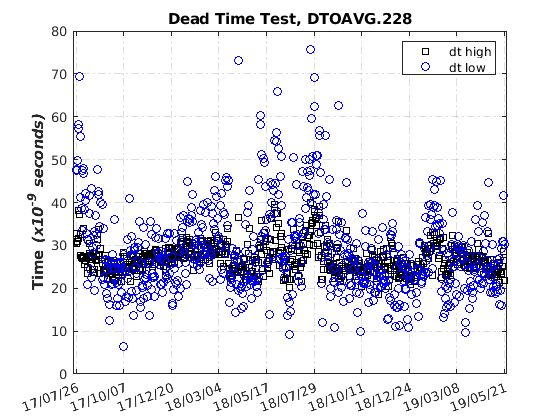 Dead Time Test, DTOAVG.228
dt high
dt low
Time (x10⁻⁹ seconds)
80
70
60
50
40
30
20
10
0
17/07/26 17/10/07 17/12/20 18/03/04 18/05/17 18/07/29 18/10/11 18/12/24 19/03/08 19/05/21